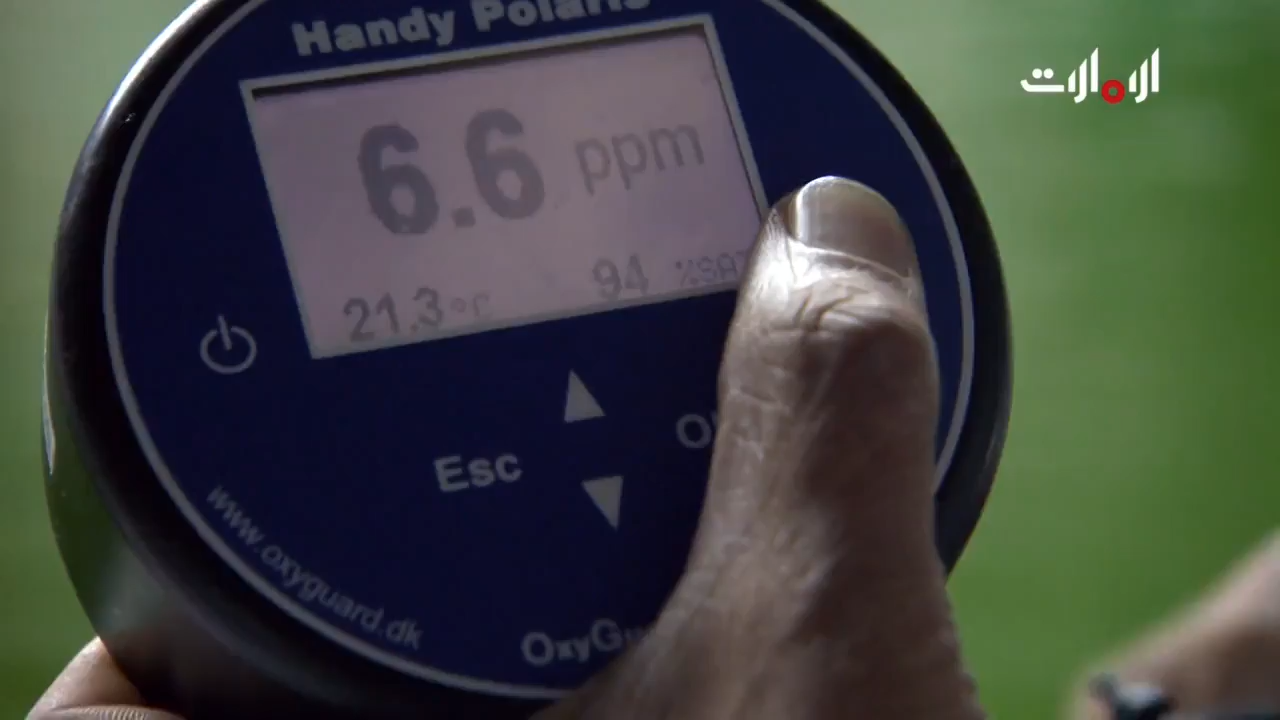 Handy Polaris
الإمارات
6.6 ppm
21.3°C 94 %SAT
Esc
www.oxyguard.dk